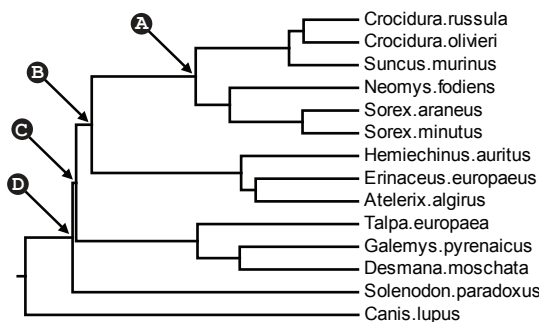 A
B
C
D
Crocidura.russula
Crocidura.olivieri
Suncus.murinus
Neomys.fodiens
Sorex.araneus
Sorex.minutus
Hemiechinus.auritus
Erinaceus.europaeus
Atelerix.algirus
Talpa.europaea
Galemys.pyrenaicus
Desmana.moschata
Solenodon.paradoxus
Canis.lupus